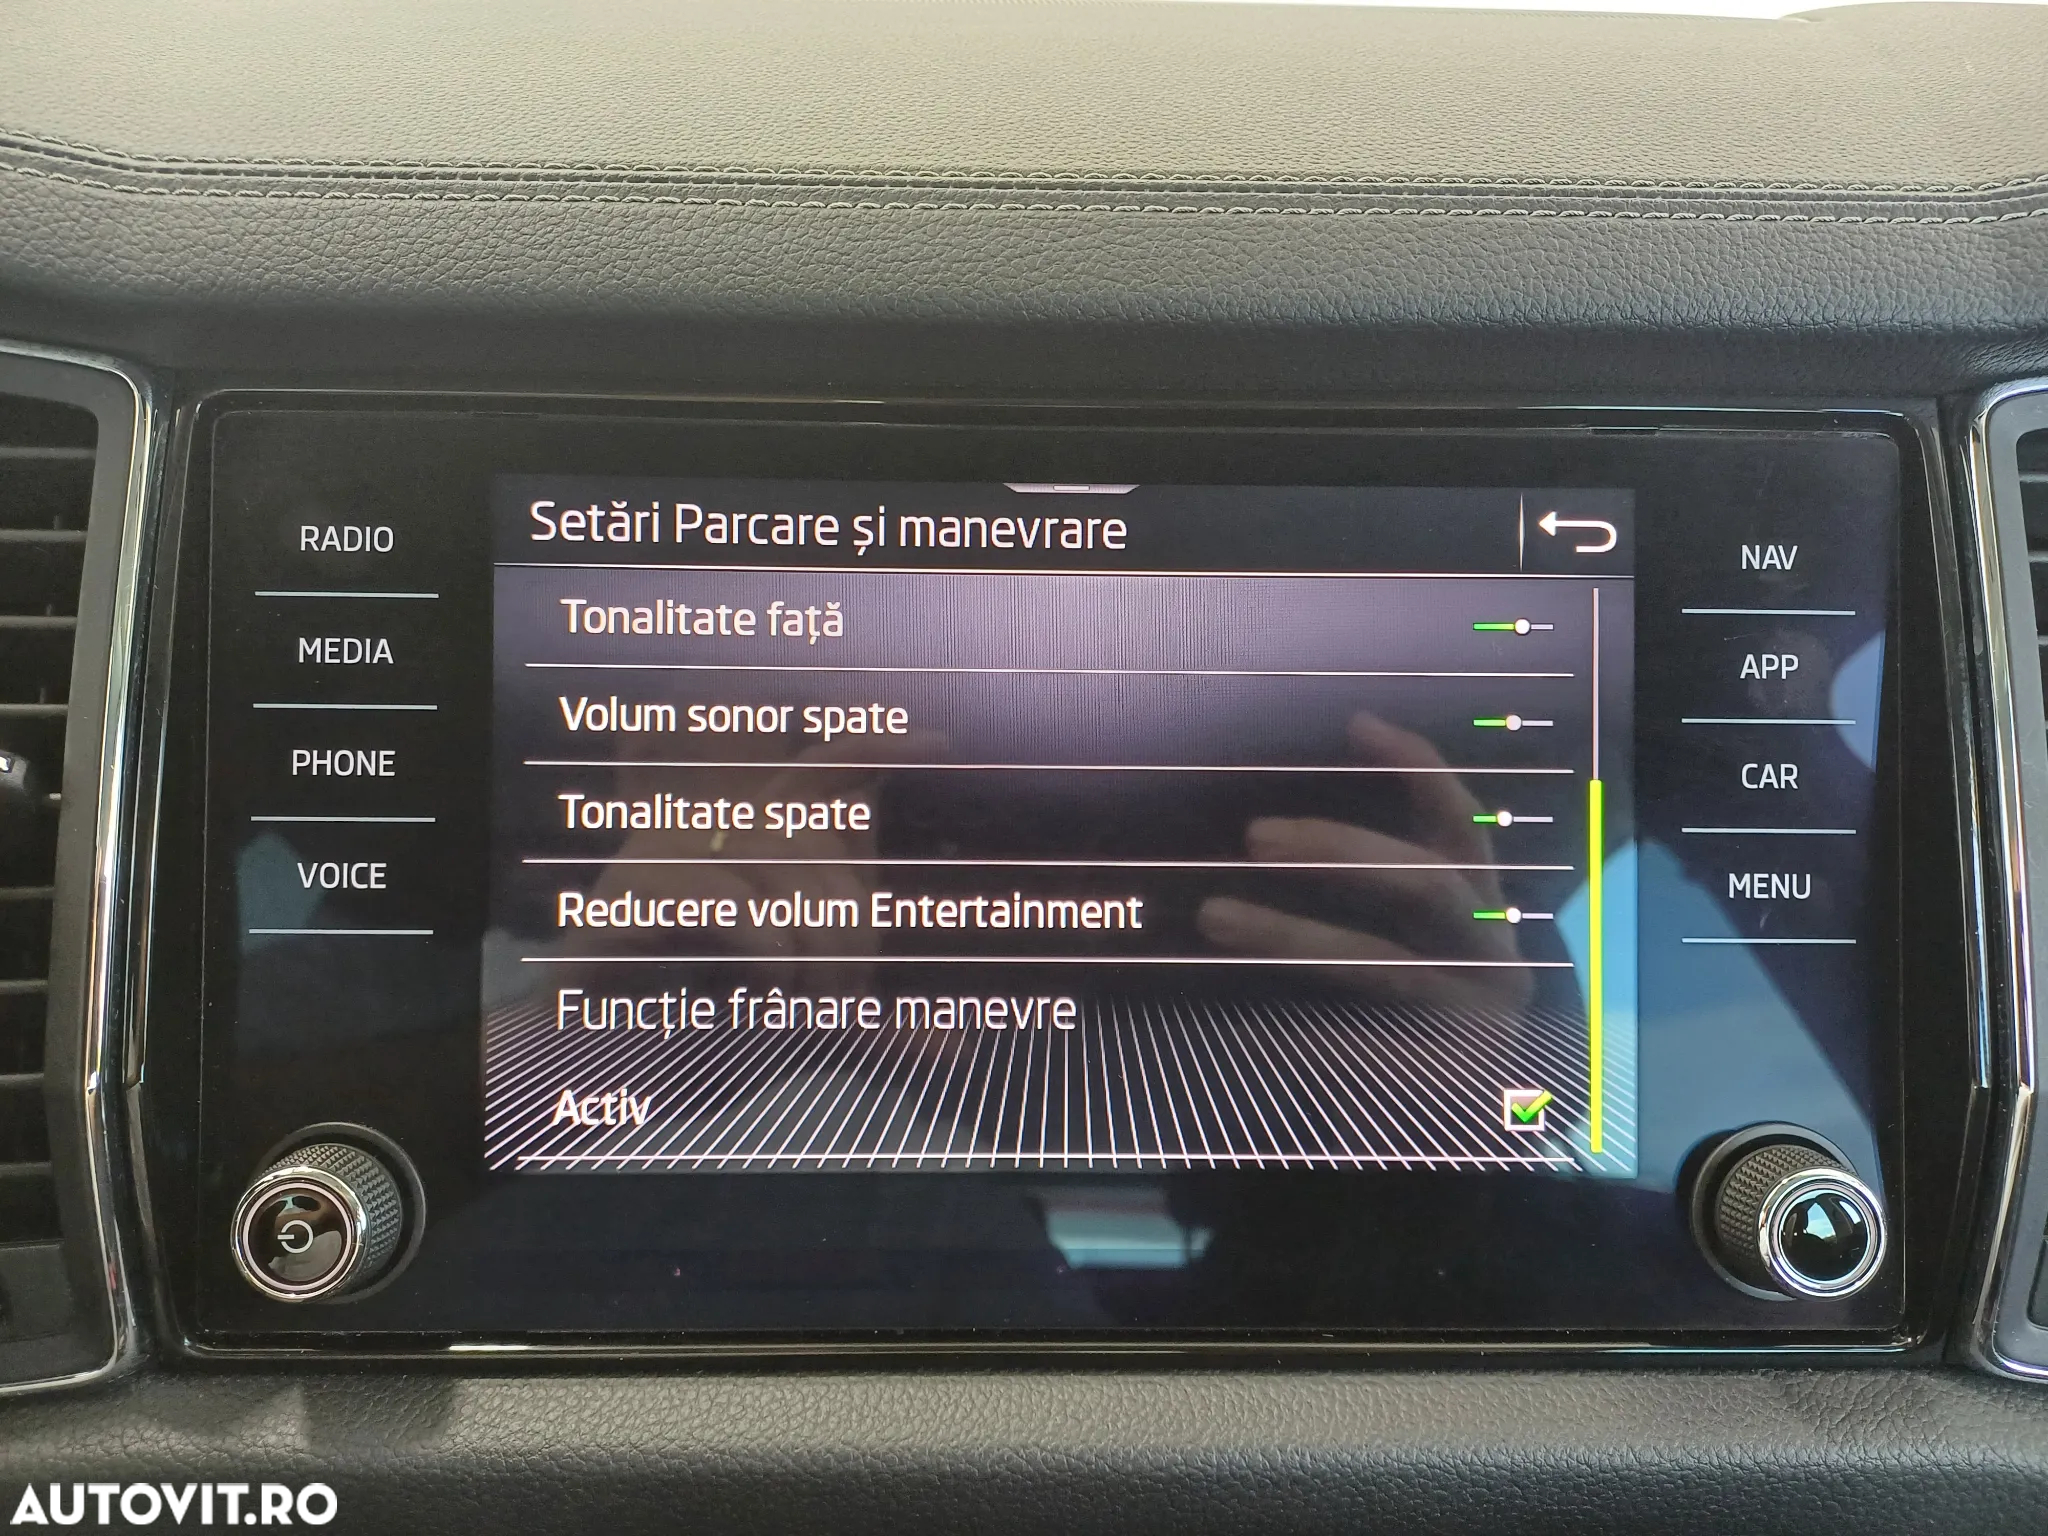 RADIO
MEDIA
PHONE
VOICE
Setări Parcare și manevrare
Tonalitate față
Volum sonor spate
Tonalitate spate
Reducere volum Entertainment
Funcție frânare manevre
Activ
NAV
APP
CAR
MENU
AUTOVIT.RO